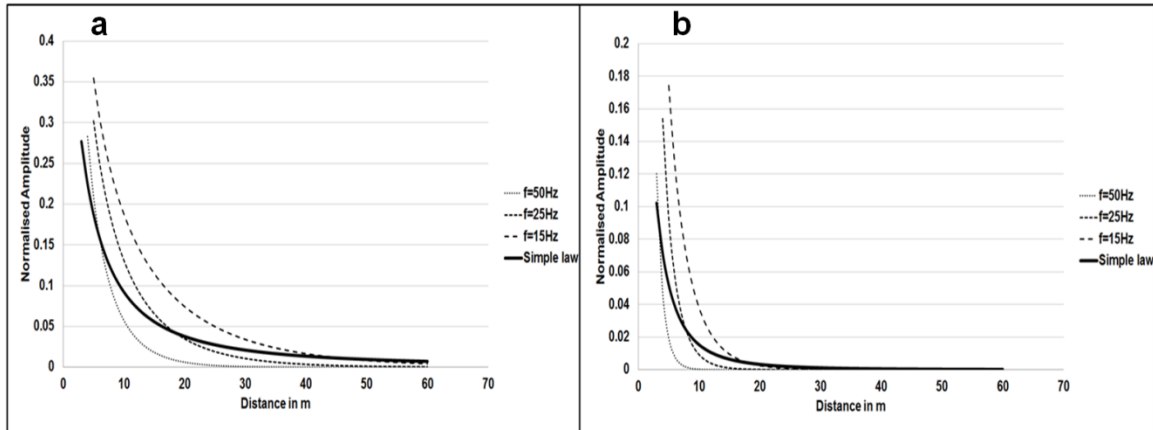 a
0.4
0.35
0.3
0.25
0.2
0.15
0.1
0.05
0
0 10 20 30 40 50 60 70
Normalised Amplitude
Distance in m
f=50Hz
f=25Hz
f=15Hz
Simple law
b
0.2
0.18
0.16
0.14
0.12
0.1
0.08
0.06
0.04
0.02
0
0 10 20 30 40 50 60 70
Normalised Amplitude
Distance in m
f=50Hz
f=25Hz
f=15Hz
Simple law